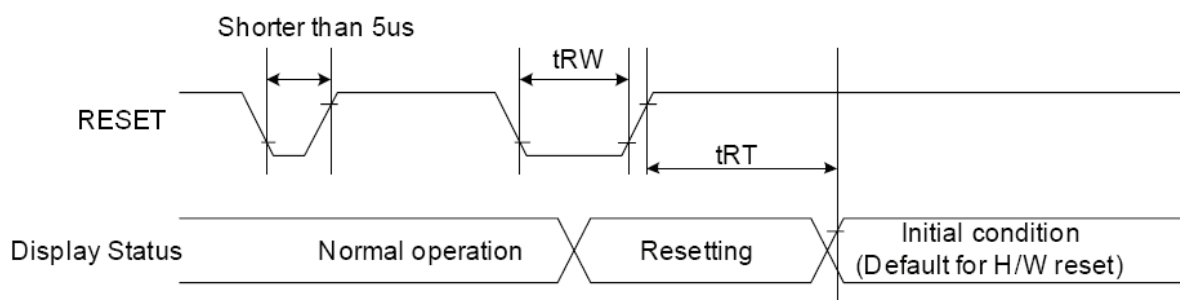 Shorter than 5us
tRW
RESET
tRT
Display Status
Normal operation
Resetting
Initial condition
(Default for H/W reset)